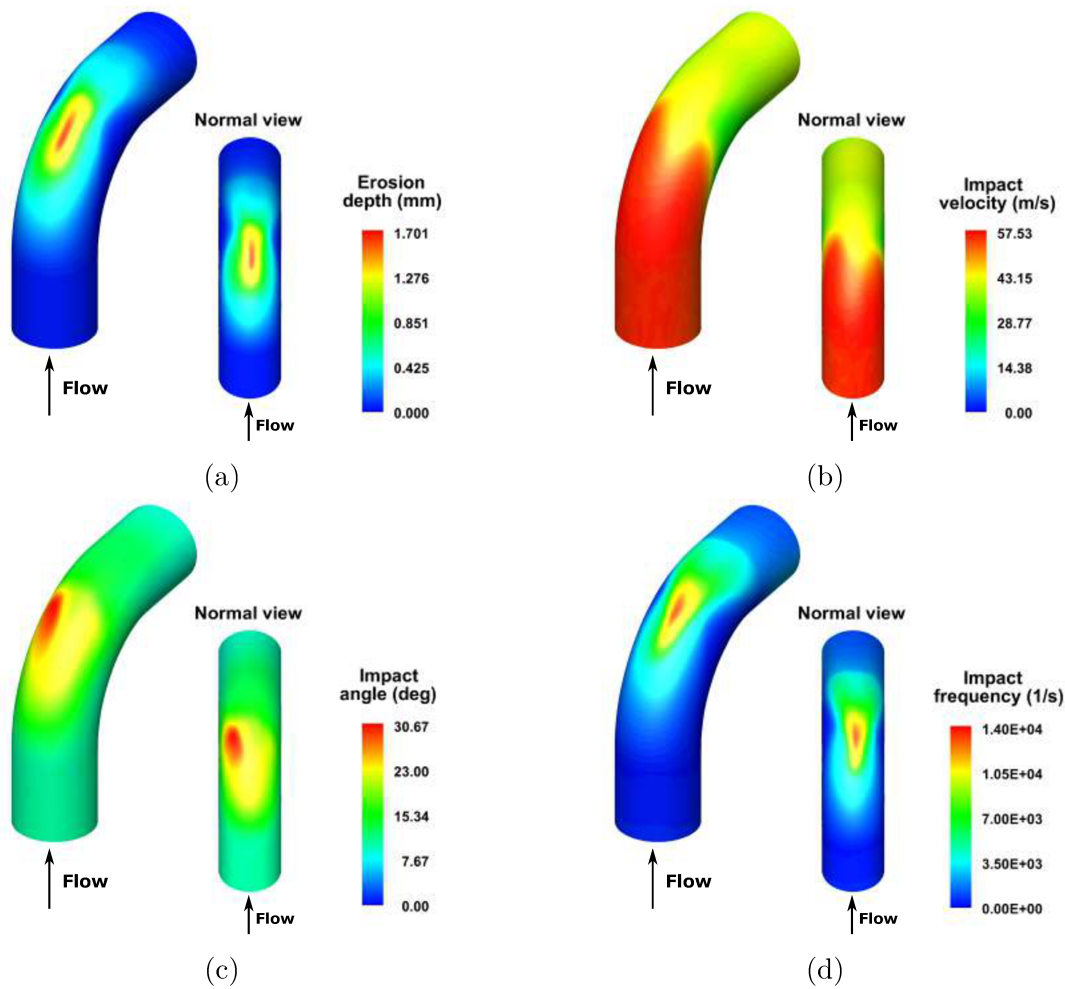 Normal view
Erosion
depth (mm)
1.701
1.276
0.851
0.425
0.000
Flow
Flow
(a)
Normal view
Impact
velocity (m/s)
57.53
43.15
28.77
14.38
0.00
Flow
Flow
(b)
Normal view
Impact
angle (deg)
30.67
23.00
15.34
7.67
0.00
Flow
Flow
(c)
Normal view
Impact
frequency (1/s)
1.40E+04
1.05E+04
7.00E+03
3.50E+03
0.00E+00
Flow
Flow
(d)